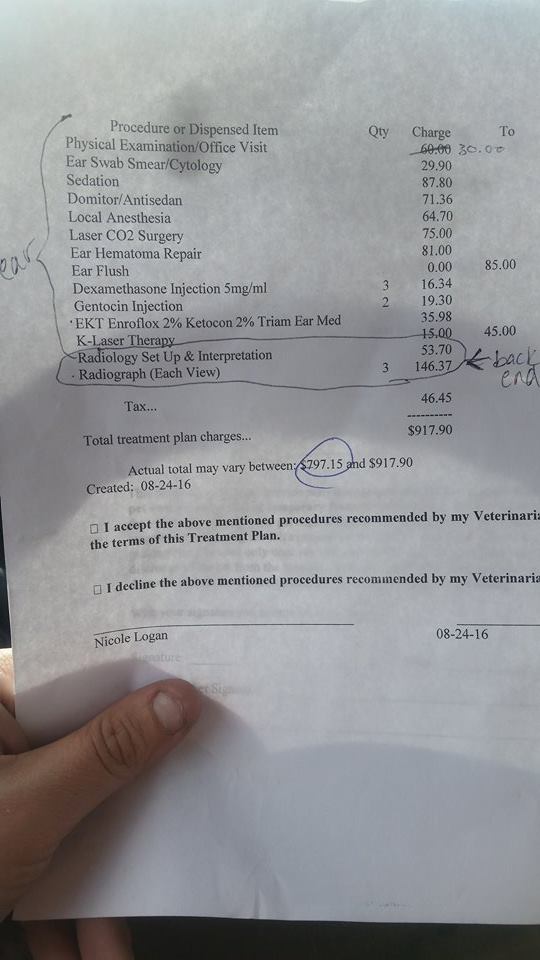 Procedure or Dispensed Item Qty Charge To
Physical Examination/Office Visit 60.00 30.00
Ear Swab Smear/Cytology 29.90
Sedation 87.80
Domitor/Antisedan 71.36
Local Anesthesia 64.70
Laser CO2 Surgery 75.00
Ear Hematoma Repair 81.00
ear
Ear Flush 0.00 85.00
Dexamethasone Injection 5mg/ml 3 16.34
Gentocin Injection 2 19.30
EKT Enroflox 2% Ketocon 2% Triam Ear Med 35.98
K-Laser Therapy 15.00 45.00
Radiology Set Up & Interpretation 53.70
Radiograph (Each View) 3 146.37
back
end
Tax... 46.45
----------
Total treatment plan charges... $917.90
Actual total may vary between: $797.15 and $917.90
Created: 08-24-16
□ I accept the above mentioned procedures recommended by my Veterinaria
the terms of this Treatment Plan.
□ I decline the above mentioned procedures recommended by my Veterinaria
Nicole Logan 08-24-16
Signature